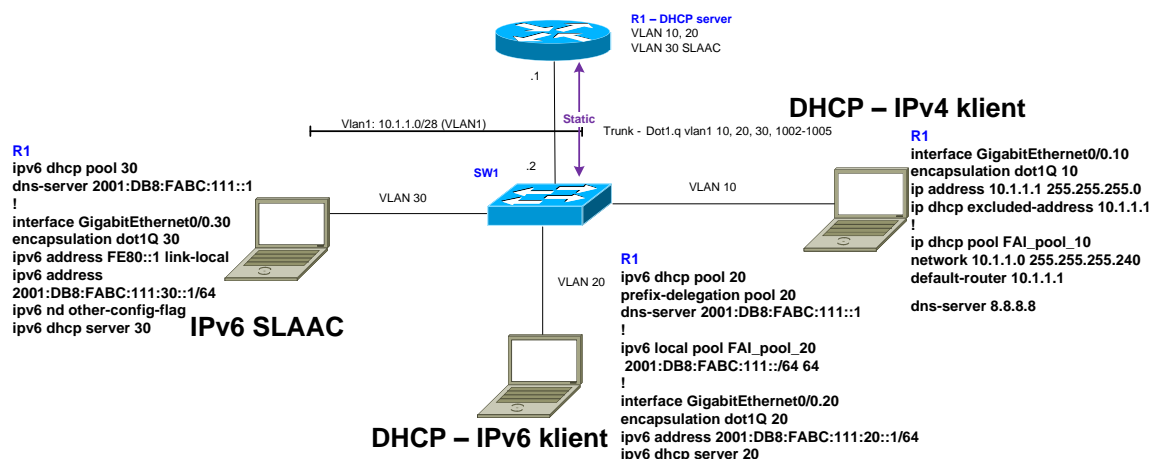 R1 – DHCP server
VLAN 10, 20
VLAN 30 SLAAC
.1
Static
Vlan1: 10.1.1.0/28 (VLAN1)
Trunk - Dot1.q vlan1 10, 20, 30, 1002-1005
.2
SW1
VLAN 30
VLAN 10
VLAN 20
R1
ipv6 dhcp pool 30
dns-server 2001:DB8:FABC:111::1
!
interface GigabitEthernet0/0.30
encapsulation dot1Q 30
ipv6 address FE80::1 link-local
ipv6 address
2001:DB8:FABC:111:30::1/64
ipv6 nd other-config-flag
ipv6 dhcp server 30
IPv6 SLAAC
DHCP – IPv4 klient
R1
interface GigabitEthernet0/0.10
encapsulation dot1Q 10
ip address 10.1.1.1 255.255.255.0
ip dhcp excluded-address 10.1.1.1
!
ip dhcp pool FAI_pool_10
network 10.1.1.0 255.255.255.240
default-router 10.1.1.1
dns-server 8.8.8.8
R1
ipv6 dhcp pool 20
prefix-delegation pool 20
dns-server 2001:DB8:FABC:111::1
!
ipv6 local pool FAI_pool_20
2001:DB8:FABC:111::/64 64
!
interface GigabitEthernet0/0.20
encapsulation dot1Q 20
ipv6 address 2001:DB8:FABC:111:20::1/64
ipv6 dhcp server 20
DHCP – IPv6 klient